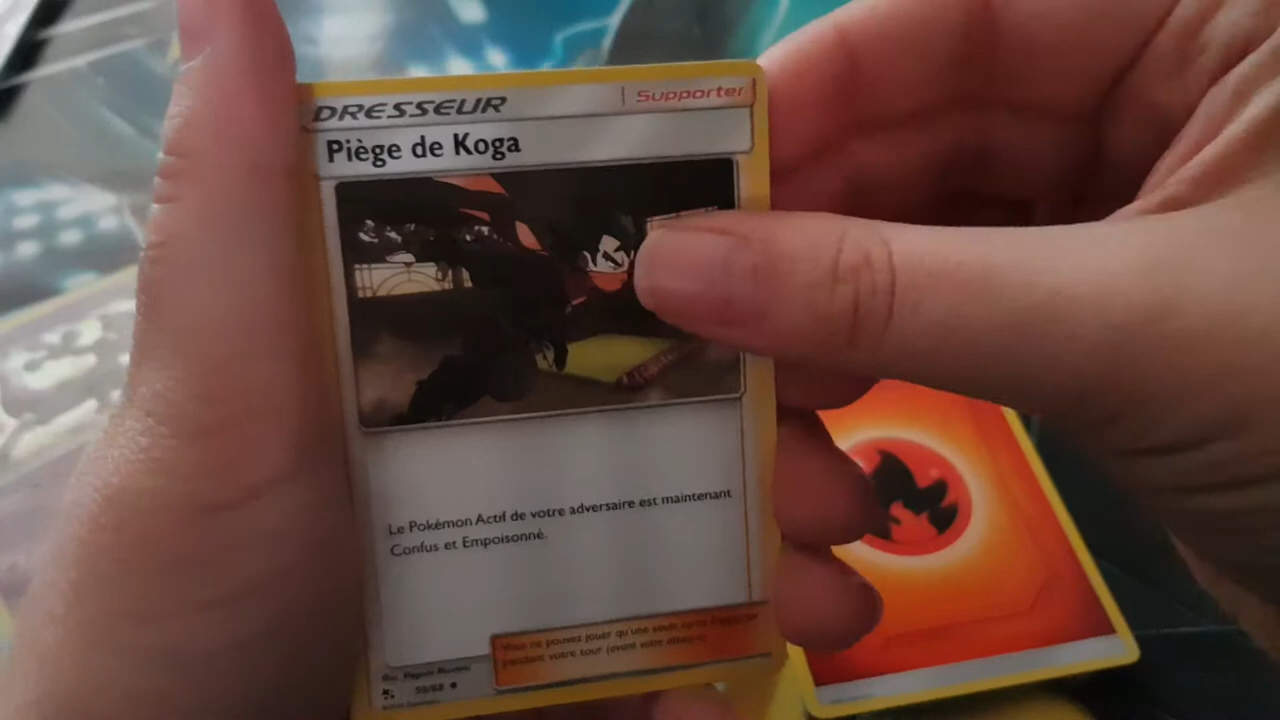 DRESSEUR
Supporter
Piège de Koga
Le Pokémon Actif de votre adversaire est maintenant
Confus et Empoisonné.
Vous ne pouvez jouer qu'une seule carte Supporter
pendant votre tour (avant votre attaque).
59/68